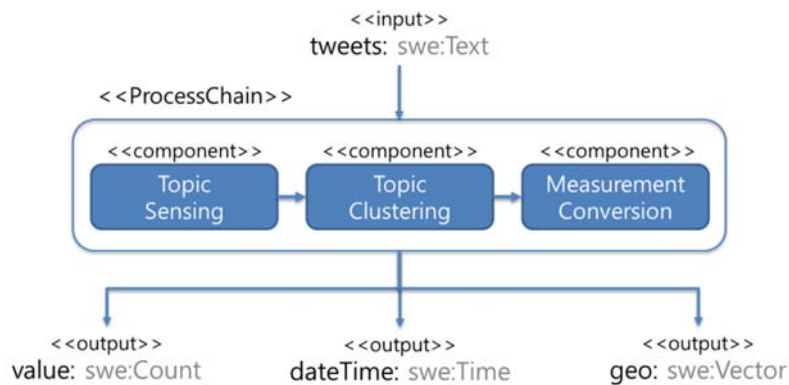 <<input>>
tweets: swe:Text
<<ProcessChain>>
<<component>> <<component>> <<component>>
Topic Sensing
Topic Clustering
Measurement Conversion
<<output>> <<output>> <<output>>
value: swe:Count dateTime: swe:Time geo: swe:Vector